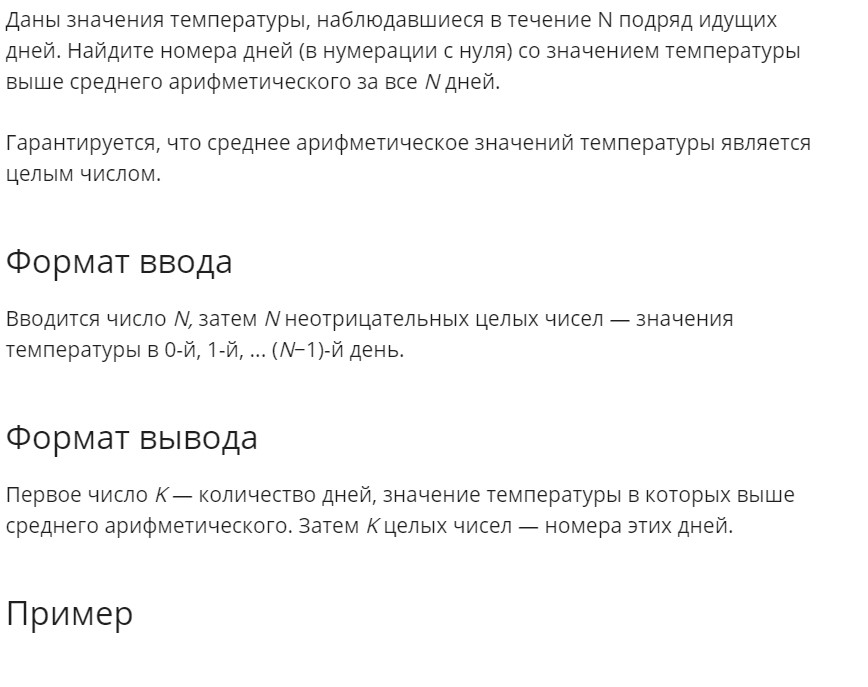 Даны значения температуры, наблюдавшиеся в течение N подряд идущих
дней. Найдите номера дней (в нумерации с нуля) со значением температуры
выше среднего арифметического за все N дней.
Гарантируется, что среднее арифметическое значений температуры является
целым числом.
Формат ввода
Вводится число N, затем N неотрицательных целых чисел — значения
температуры в 0-й, 1-й, ... (N−1)-й день.
Формат вывода
Первое число K — количество дней, значение температуры в которых выше
среднего арифметического. Затем K целых чисел — номера этих дней.
Пример